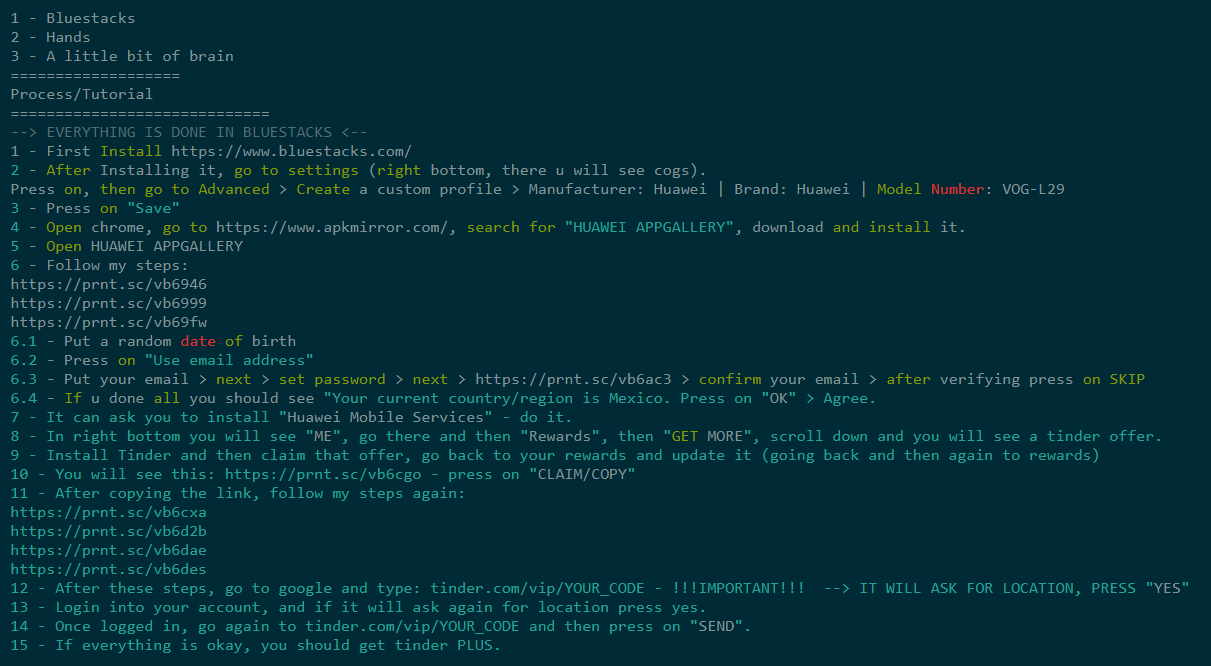 1 - Bluestacks
2 - Hands
3 - A little bit of brain
===================
Process/Tutorial
=============================
--> EVERYTHING IS DONE IN BLUESTACKS <--
1 - First Install https://www.bluestacks.com/
2 - After Installing it, go to settings (right bottom, there u will see cogs).
Press on, then go to Advanced > Create a custom profile > Manufacturer: Huawei | Brand: Huawei | Model Number: VOG-L29
3 - Press on "Save"
4 - Open chrome, go to https://www.apkmirror.com/, search for "HUAWEI APPGALLERY", download and install it.
5 - Open HUAWEI APPGALLERY
6 - Follow my steps:
https://prnt.sc/vb6946
https://prnt.sc/vb6999
https://prnt.sc/vb69fw
6.1 - Put a random date of birth
6.2 - Press on "Use email address"
6.3 - Put your email > next > set password > next > https://prnt.sc/vb6ac3 > confirm your email > after verifying press on SKIP
6.4 - If u done all you should see "Your current country/region is Mexico. Press on "OK" > Agree.
7 - It can ask you to install "Huawei Mobile Services" - do it.
8 - In right bottom you will see "ME", go there and then "Rewards", then "GET MORE", scroll down and you will see a tinder offer.
9 - Install Tinder and then claim that offer, go back to your rewards and update it (going back and then again to rewards)
10 - You will see this: https://prnt.sc/vb6cgo - press on "CLAIM/COPY"
11 - After copying the link, follow my steps again:
https://prnt.sc/vb6cxa
https://prnt.sc/vb6d2b
https://prnt.sc/vb6dae
https://prnt.sc/vb6des
12 - After these steps, go to google and type: tinder.com/vip/YOUR_CODE - !!!IMPORTANT!!!  --> IT WILL ASK FOR LOCATION, PRESS "YES"
13 - Login into your account, and if it will ask again for location press yes.
14 - Once logged in, go again to tinder.com/vip/YOUR_CODE and then press on "SEND".
15 - If everything is okay, you should get tinder PLUS.